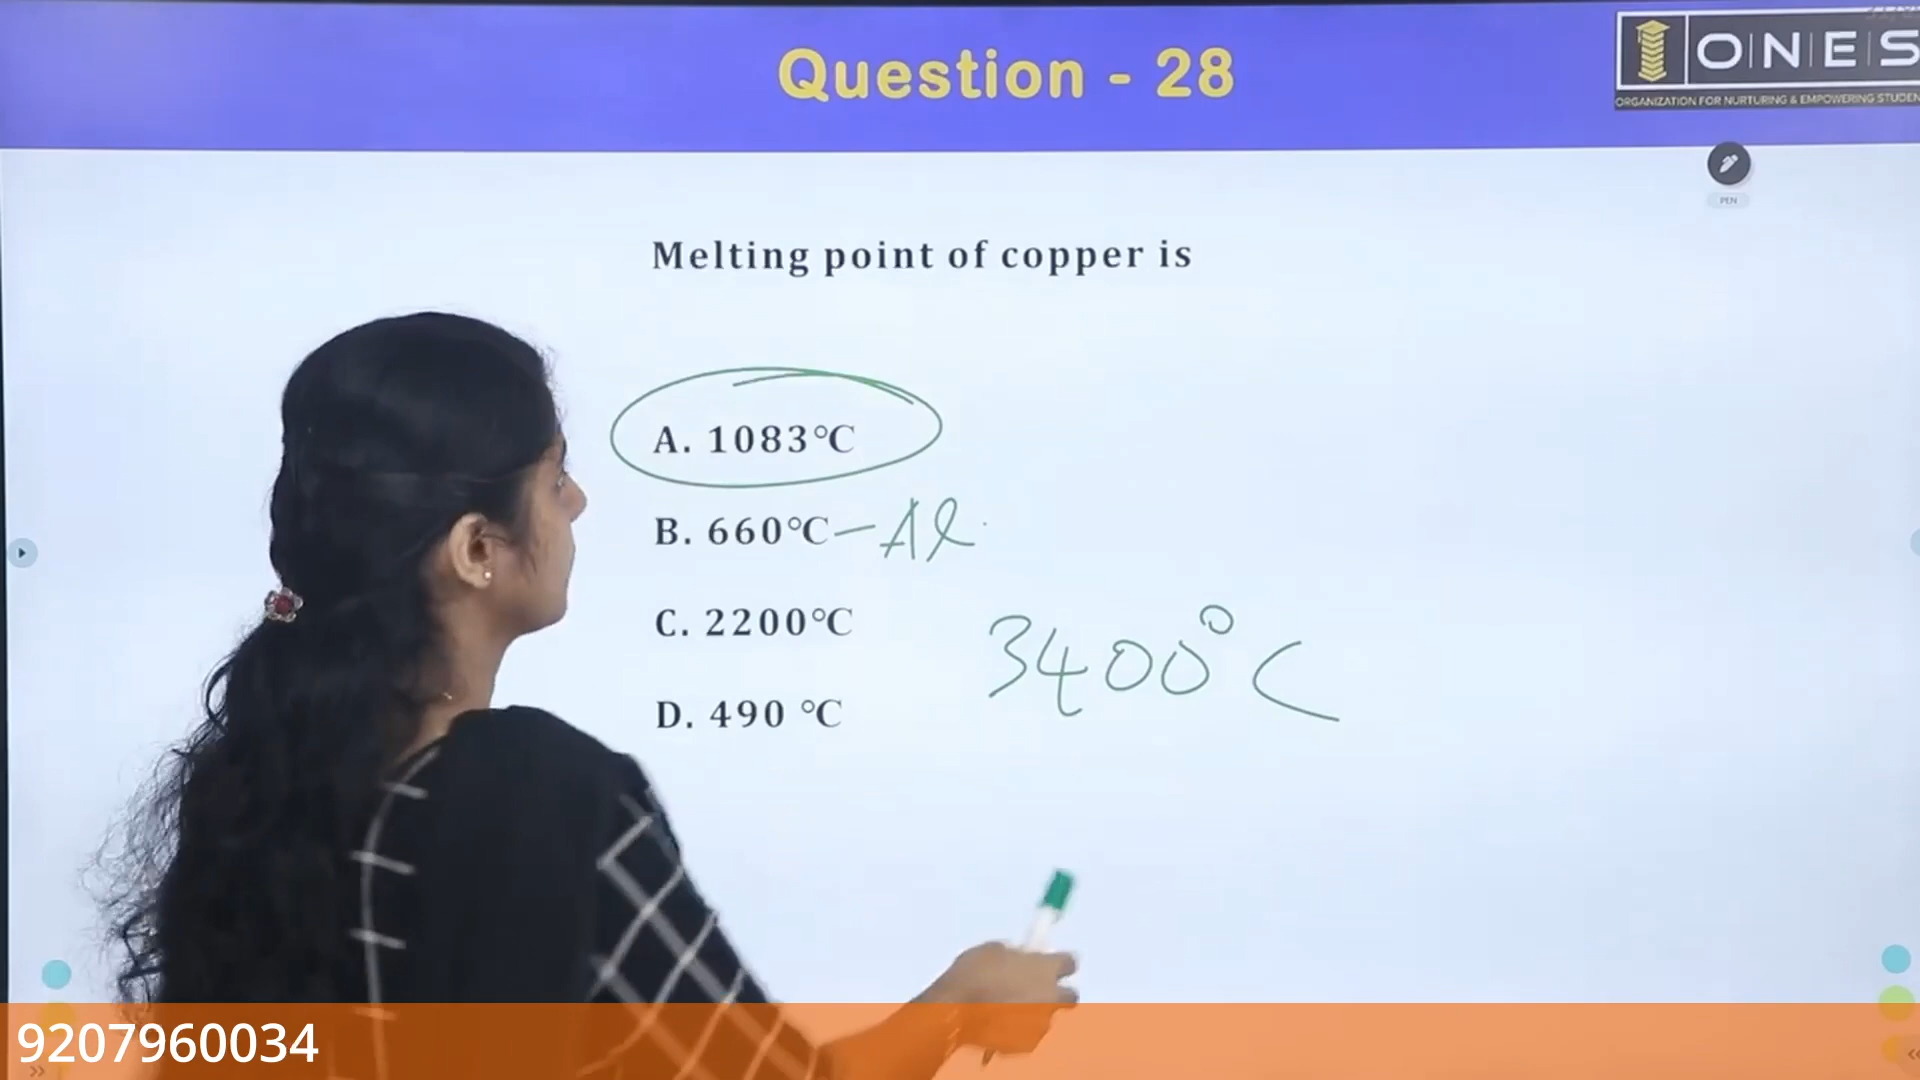 Question - 28
ONES
ORGANIZATION FOR NURTURING & EMPOWERING STUDEN
PEN
Melting point of copper is
A. 1083°C
B. 660°C - Al
C. 2200°C
3400°C
D. 490 °C
9207960034